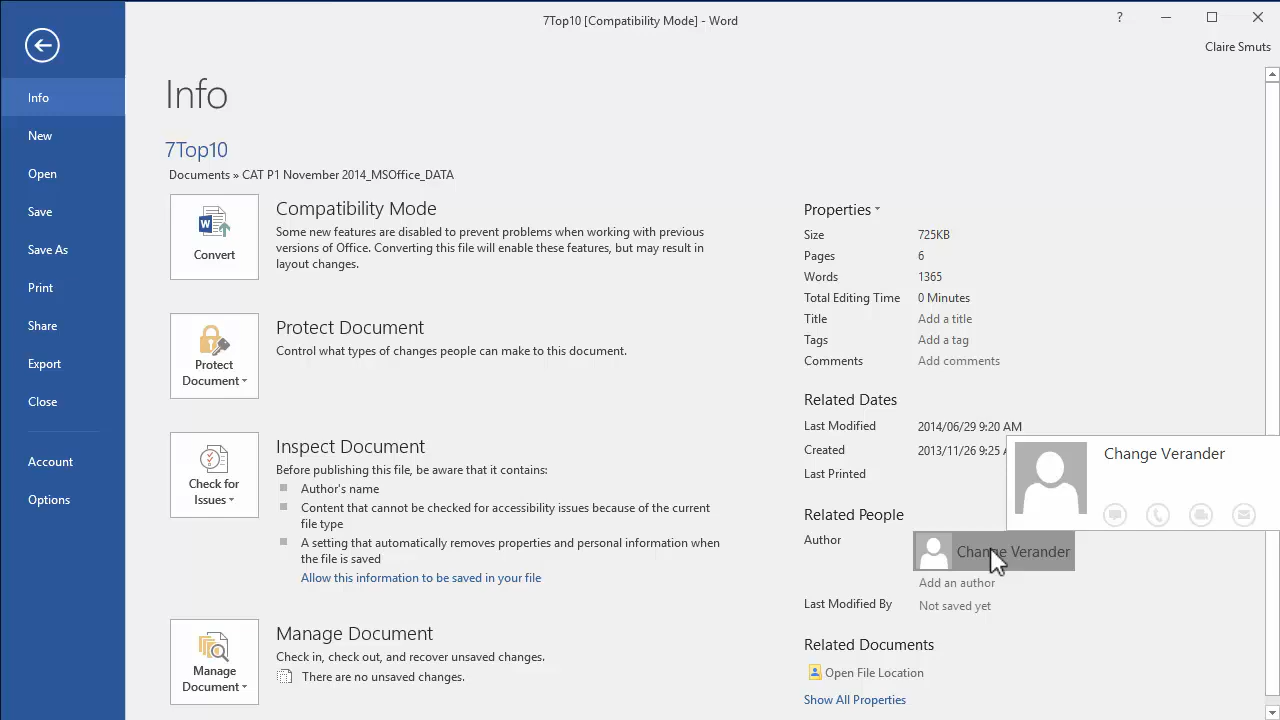 7Top10 [Compatibility Mode] - Word
?
Claire Smuts
Info
New
Open
Save
Save As
Print
Share
Export
Close
Account
Options
Info
7Top10
Documents » CAT P1 November 2014_MSOffice_DATA
Convert
Compatibility Mode
Some new features are disabled to prevent problems when working with previous
versions of Office. Converting this file will enable these features, but may result in
layout changes.
Protect
Document
Protect Document
Control what types of changes people can make to this document.
Check for
Issues
Inspect Document
Before publishing this file, be aware that it contains:
Author's name
Content that cannot be checked for accessibility issues because of the current
file type
A setting that automatically removes properties and personal information when
the file is saved
Allow this information to be saved in your file
Manage
Document
Manage Document
Check in, check out, and recover unsaved changes.
There are no unsaved changes.
Properties
Size 725KB
Pages 6
Words 1365
Total Editing Time 0 Minutes
Title Add a title
Tags Add a tag
Comments Add comments
Related Dates
Last Modified 2014/06/29 9:20 AM
Created 2013/11/26 9:25
Last Printed
Change Verander
Related People
Author Change Verander
Add an author
Last Modified By Not saved yet
Related Documents
Open File Location
Show All Properties